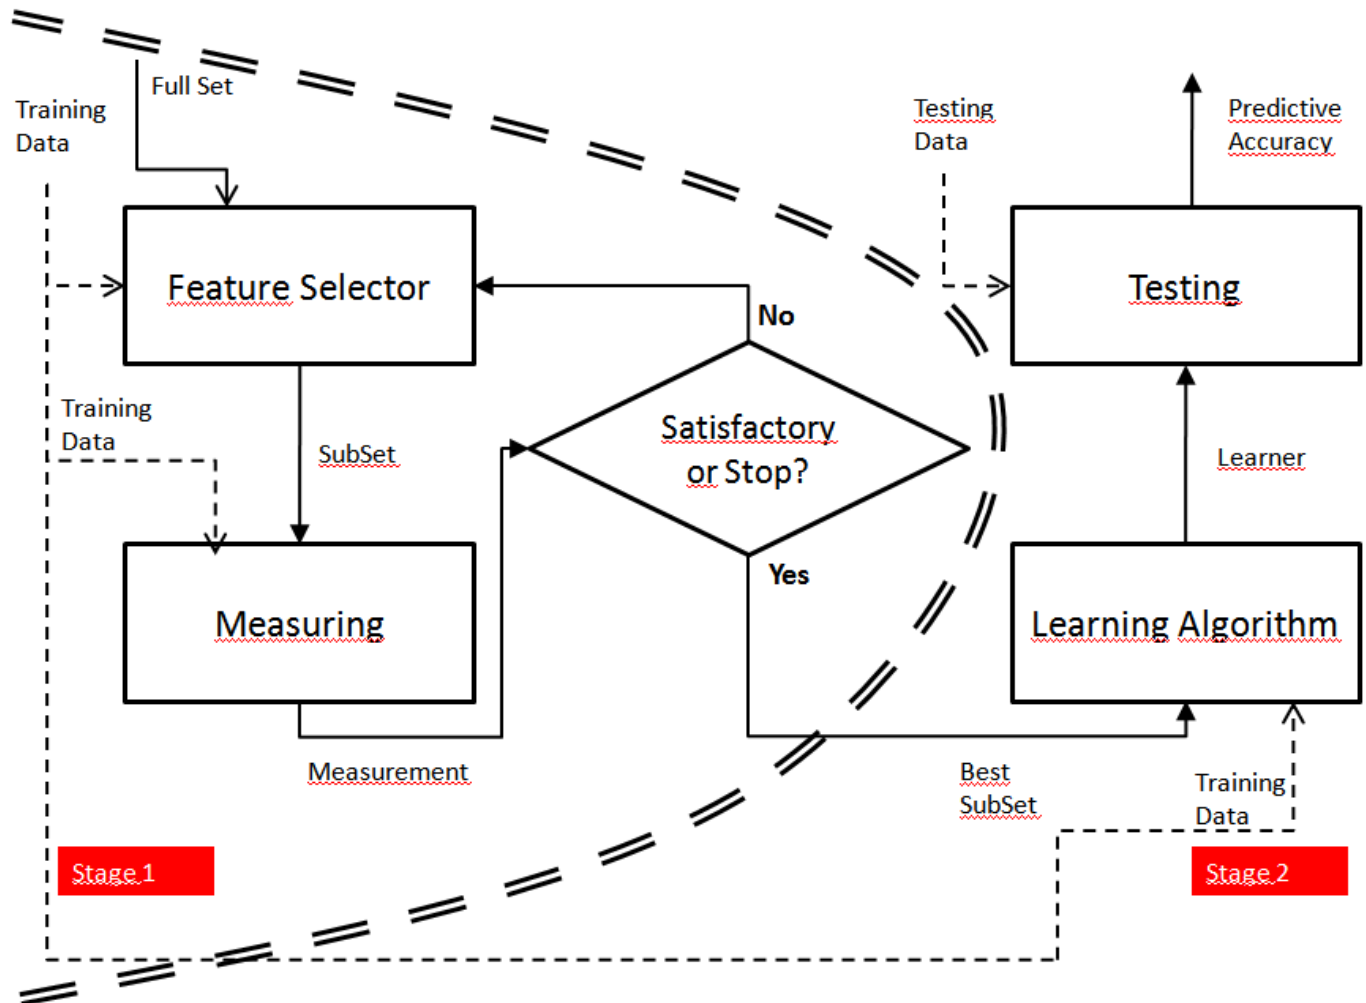 Full Set
Training
Data
Testing
Data
Predictive
Accuracy
Feature Selector
Testing
No
Training
Data
SubSet
Satisfactory
or Stop?
Learner
Yes
Measuring
Learning Algorithm
Measurement
Best
SubSet
Training
Data
Stage 1
Stage 2